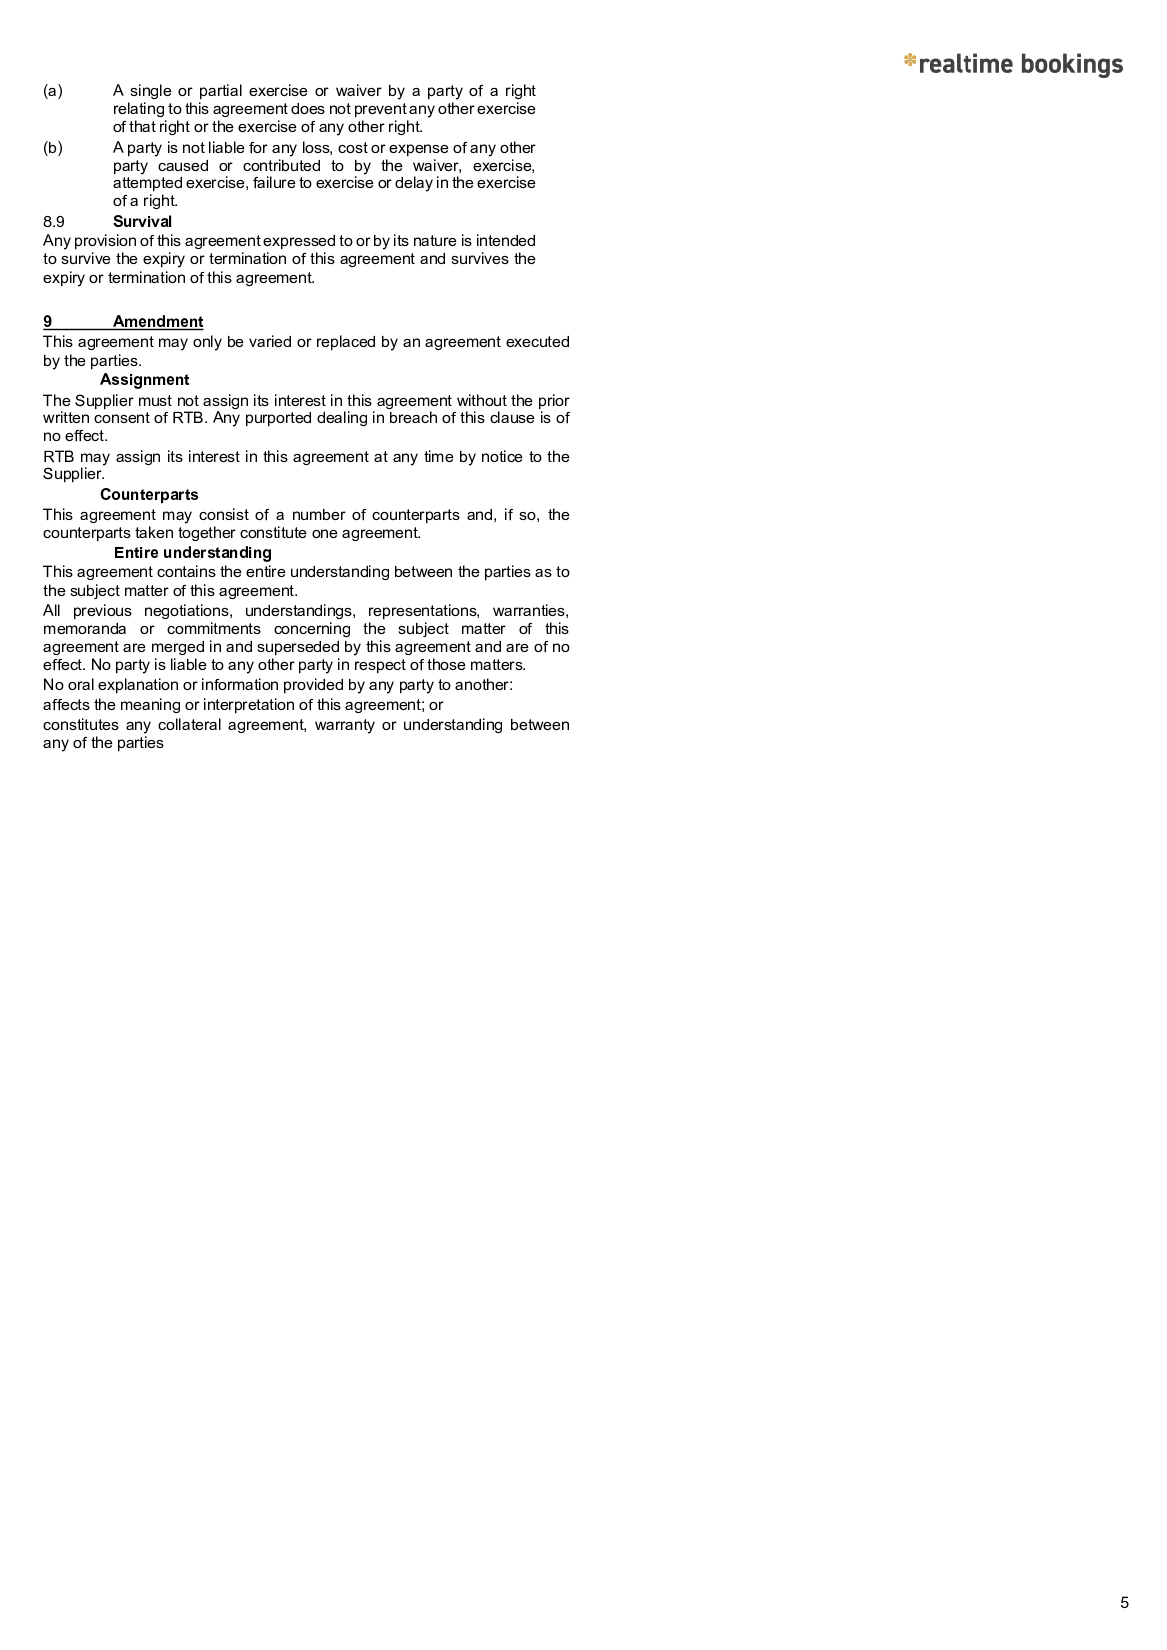 *realtime bookings
(a) A single or partial exercise or waiver by a party of a right
relating to this agreement does not prevent any other exercise
of that right or the exercise of any other right.
(b) A party is not liable for any loss, cost or expense of any other
party caused or contributed to by the waiver, exercise,
attempted exercise, failure to exercise or delay in the exercise
of a right.
8.9 Survival
Any provision of this agreement expressed to or by its nature is intended
to survive the expiry or termination of this agreement and survives the
expiry or termination of this agreement.
9 Amendment
This agreement may only be varied or replaced by an agreement executed
by the parties.
Assignment
The Supplier must not assign its interest in this agreement without the prior
written consent of RTB. Any purported dealing in breach of this clause is of
no effect.
RTB may assign its interest in this agreement at any time by notice to the
Supplier.
Counterparts
This agreement may consist of a number of counterparts and, if so, the
counterparts taken together constitute one agreement.
Entire understanding
This agreement contains the entire understanding between the parties as to
the subject matter of this agreement.
All previous negotiations, understandings, representations, warranties,
memoranda or commitments concerning the subject matter of this
agreement are merged in and superseded by this agreement and are of no
effect. No party is liable to any other party in respect of those matters.
No oral explanation or information provided by any party to another:
affects the meaning or interpretation of this agreement; or
constitutes any collateral agreement, warranty or understanding between
any of the parties
5